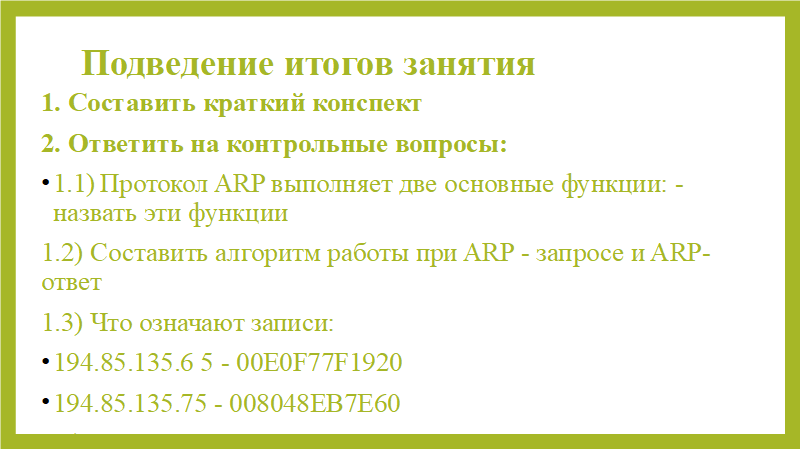 Подведение итогов занятия
1. Составить краткий конспект
2. Ответить на контрольные вопросы:
• 1.1) Протокол ARP выполняет две основные функции: -
назвать эти функции
1.2) Составить алгоритм работы при ARP - запросе и ARP-
ответ
1.3) Что означают записи:
• 194.85.135.6 5 - 00E0F77F1920
• 194.85.135.75 - 008048EB7E60